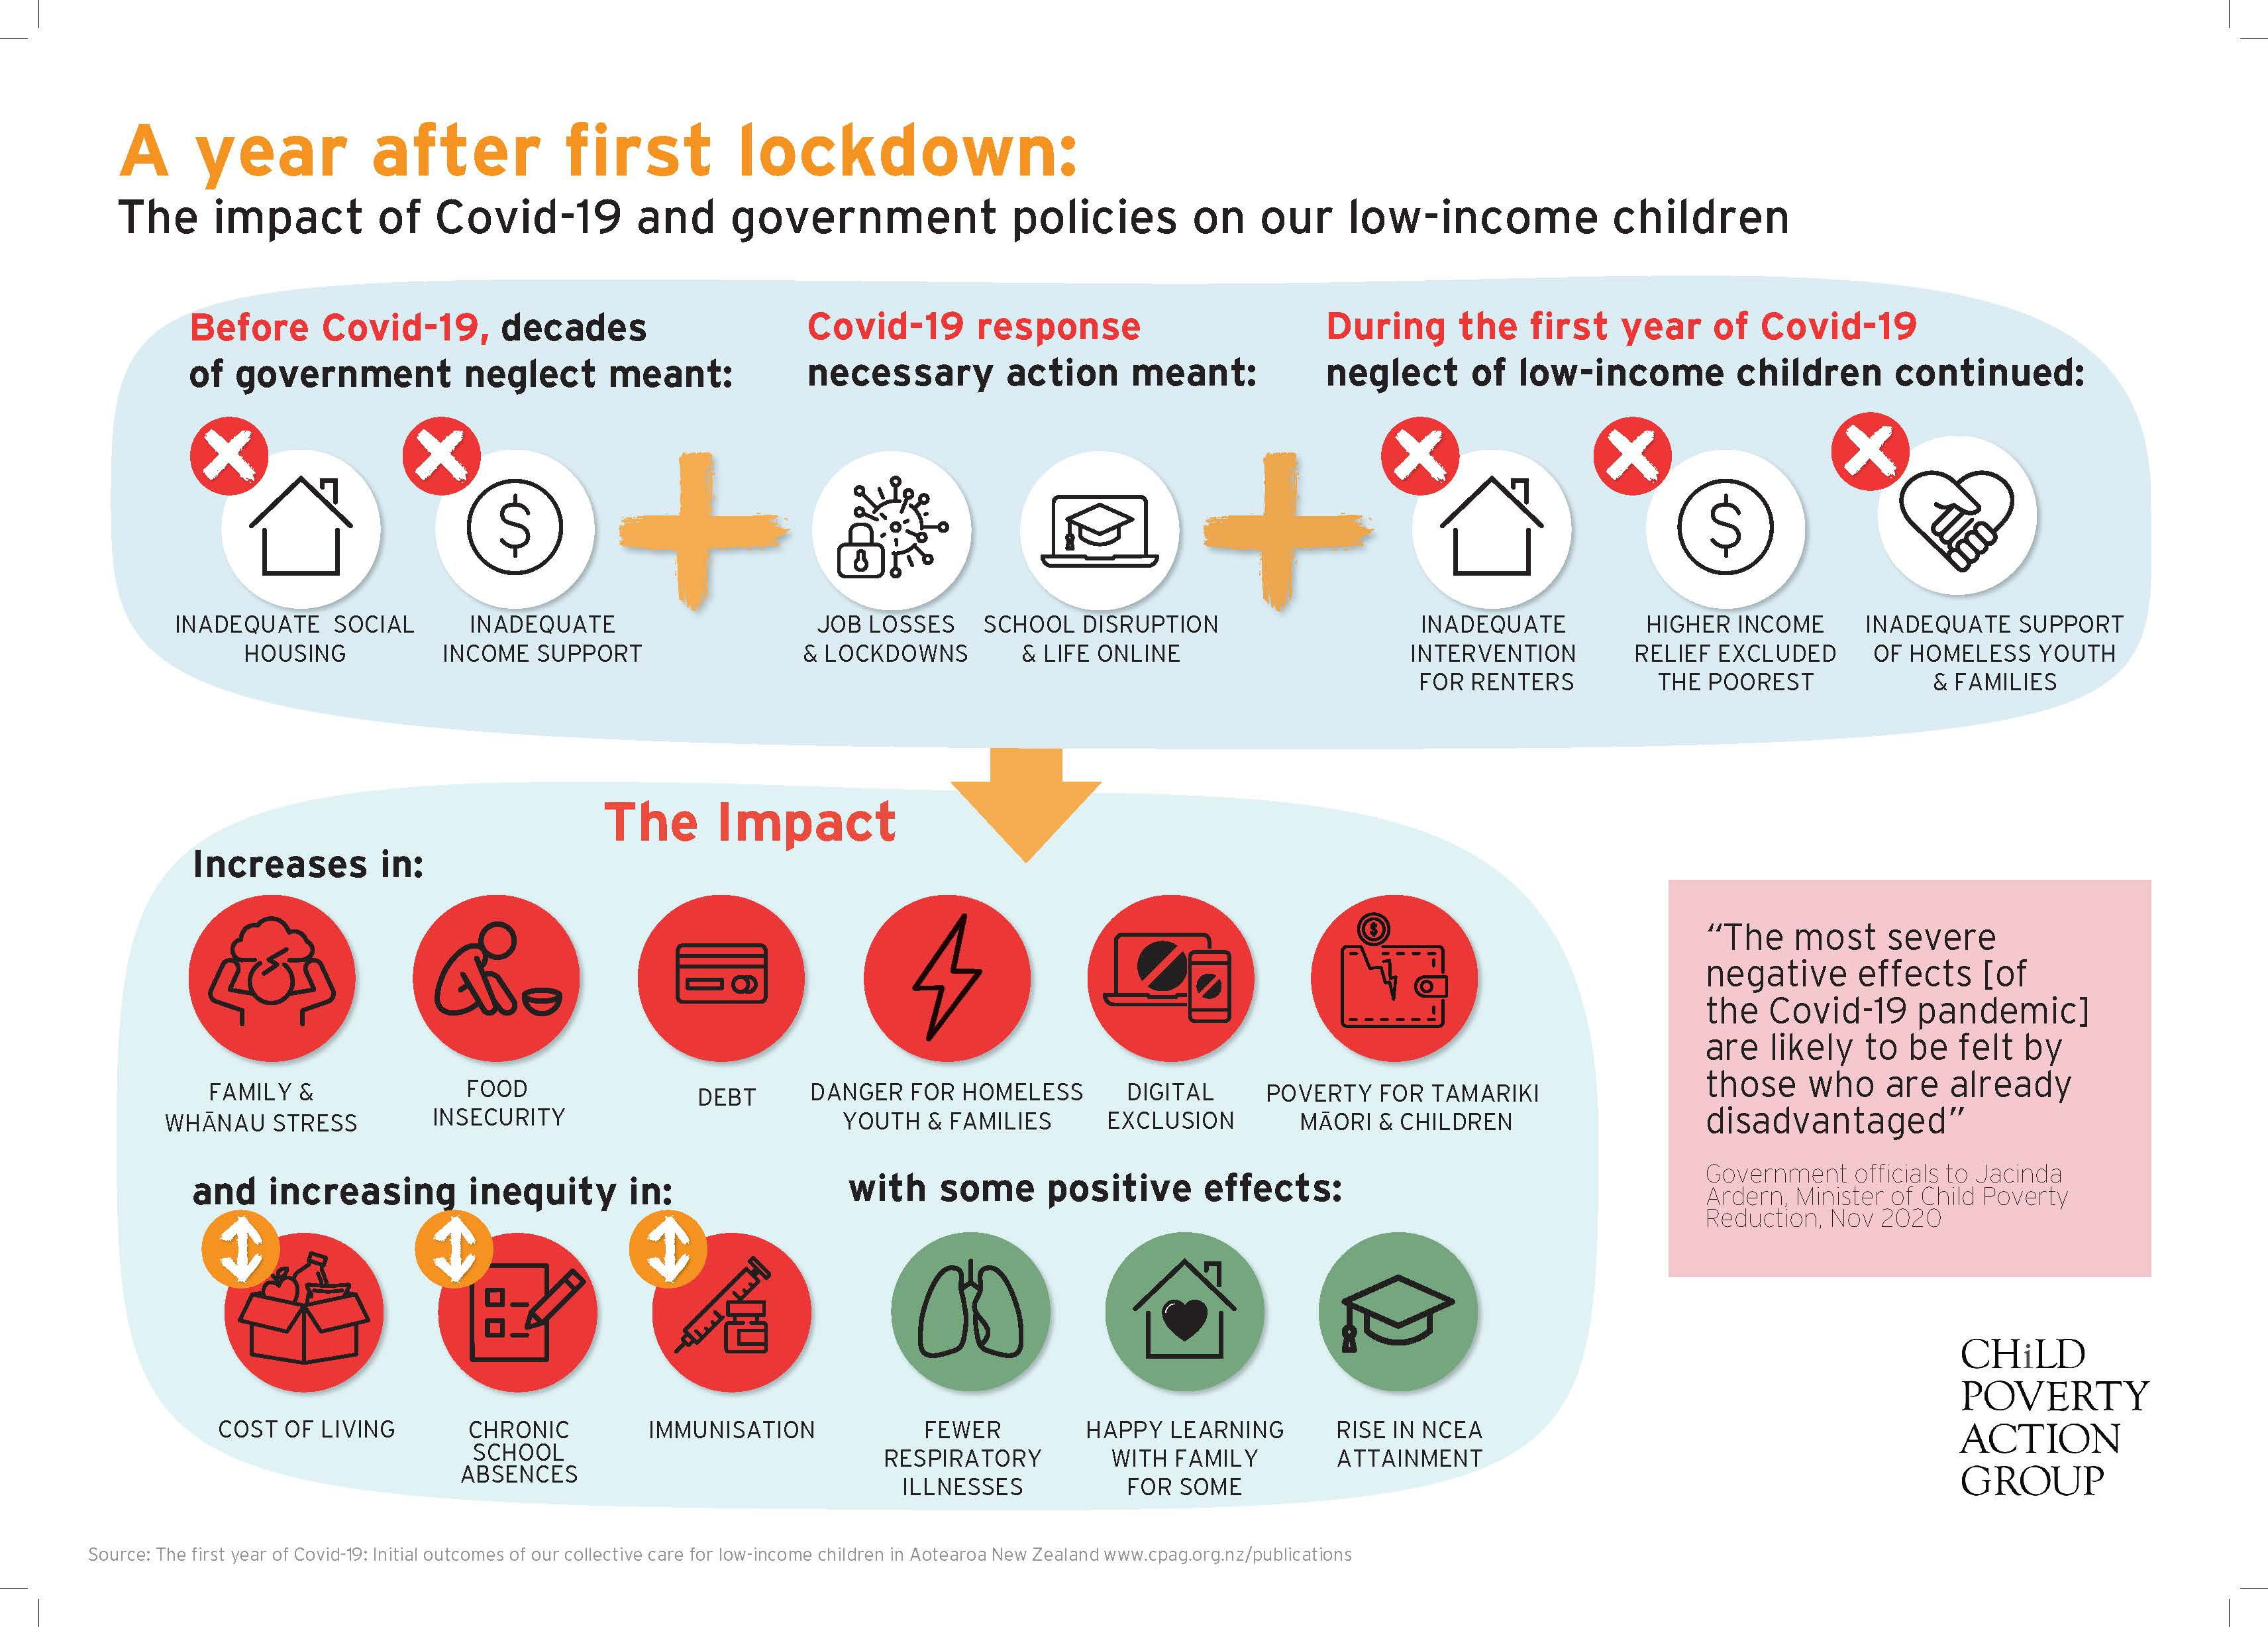 A year after first lockdown:
The impact of Covid-19 and government policies on our low-income children
Before Covid-19, decades
of government neglect meant:
INADEQUATE SOCIAL
HOUSING
INADEQUATE
INCOME SUPPORT
Covid-19 response
necessary action meant:
JOB LOSSES
& LOCKDOWNS
SCHOOL DISRUPTION
& LIFE ONLINE
During the first year of Covid-19
neglect of low-income children continued:
INADEQUATE
INTERVENTION
FOR RENTERS
HIGHER INCOME
RELIEF EXCLUDED
THE POOREST
INADEQUATE SUPPORT
OF HOMELESS YOUTH
& FAMILIES
The Impact
Increases in:
FAMILY &
WHĀNAU STRESS
FOOD
INSECURITY
DEBT
DANGER FOR HOMELESS
YOUTH & FAMILIES
DIGITAL
EXCLUSION
POVERTY FOR TAMARIKI
MĀORI & CHILDREN
and increasing inequity in:
COST OF LIVING
CHRONIC
SCHOOL
ABSENCES
IMMUNISATION
with some positive effects:
FEWER
RESPIRATORY
ILLNESSES
HAPPY LEARNING
WITH FAMILY
FOR SOME
RISE IN NCEA
ATTAINMENT
“The most severe
negative effects [of
the Covid-19 pandemic]
are likely to be felt by
those who are already
disadvantaged”
Government officials to Jacinda
Ardern, Minister of Child Poverty
Reduction, Nov 2020
CHiLD
POVERTY
ACTION
GROUP
Source: The first year of Covid-19: Initial outcomes of our collective care for low-income children in Aotearoa New Zealand www.cpag.org.nz/publications